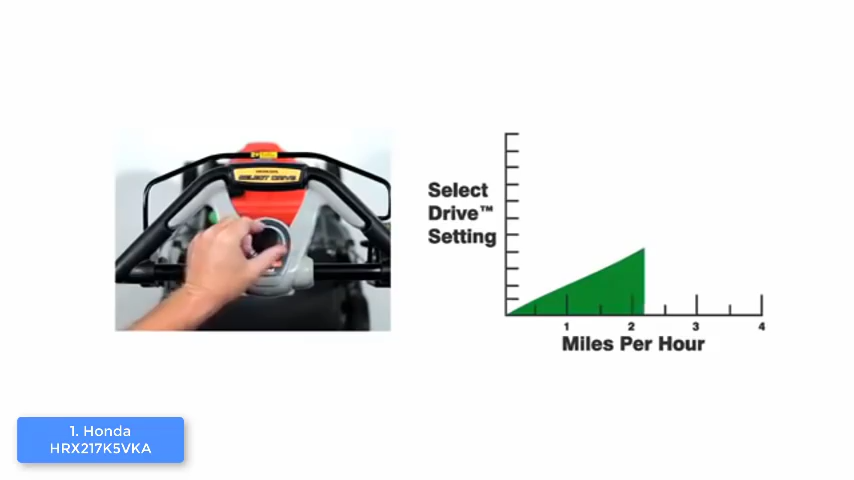 SELECT DRIVE
Select
Drive™
Setting
1 2 3 4
Miles Per Hour
1. Honda
HRX217K5VKA